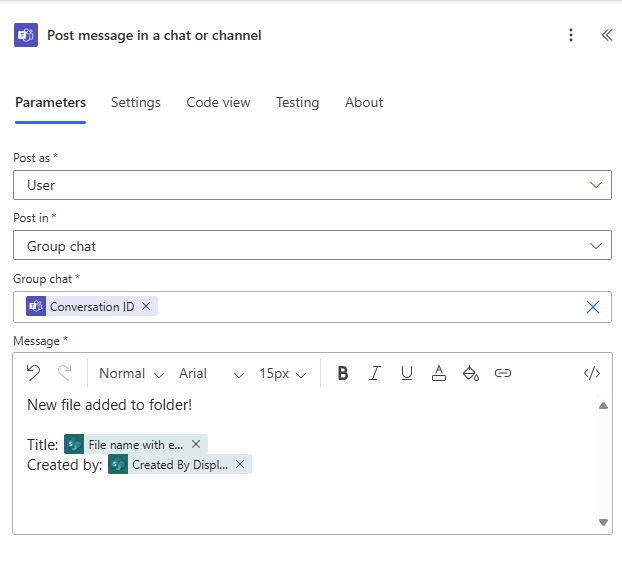 Post message in a chat or channel
Parameters Settings Code view Testing About
Post as *
User
Post in *
Group chat
Group chat *
Conversation ID
Message *
Normal Arial 15px B I U A </>
New file added to folder!
Title: File name with e...
Created by: Created By Displ...